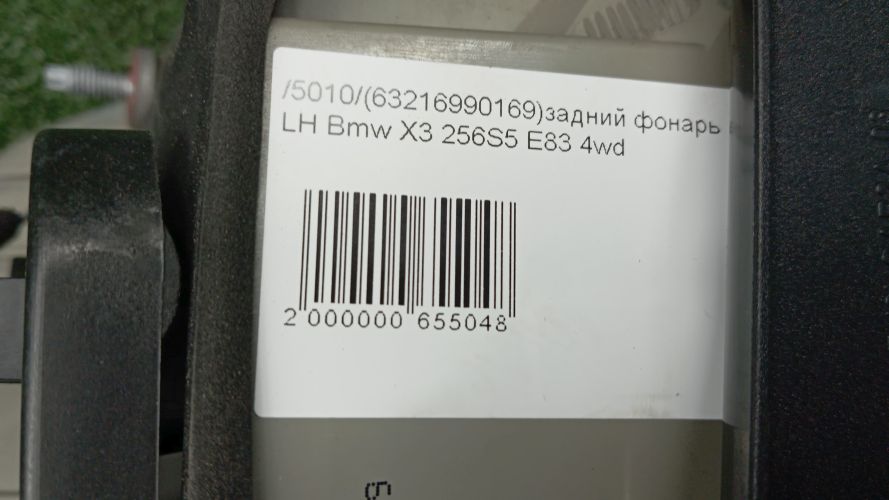 /5010/(63216990169)задний фонарь
LH Bmw X3 256S5 E83 4wd
2 000000 655048